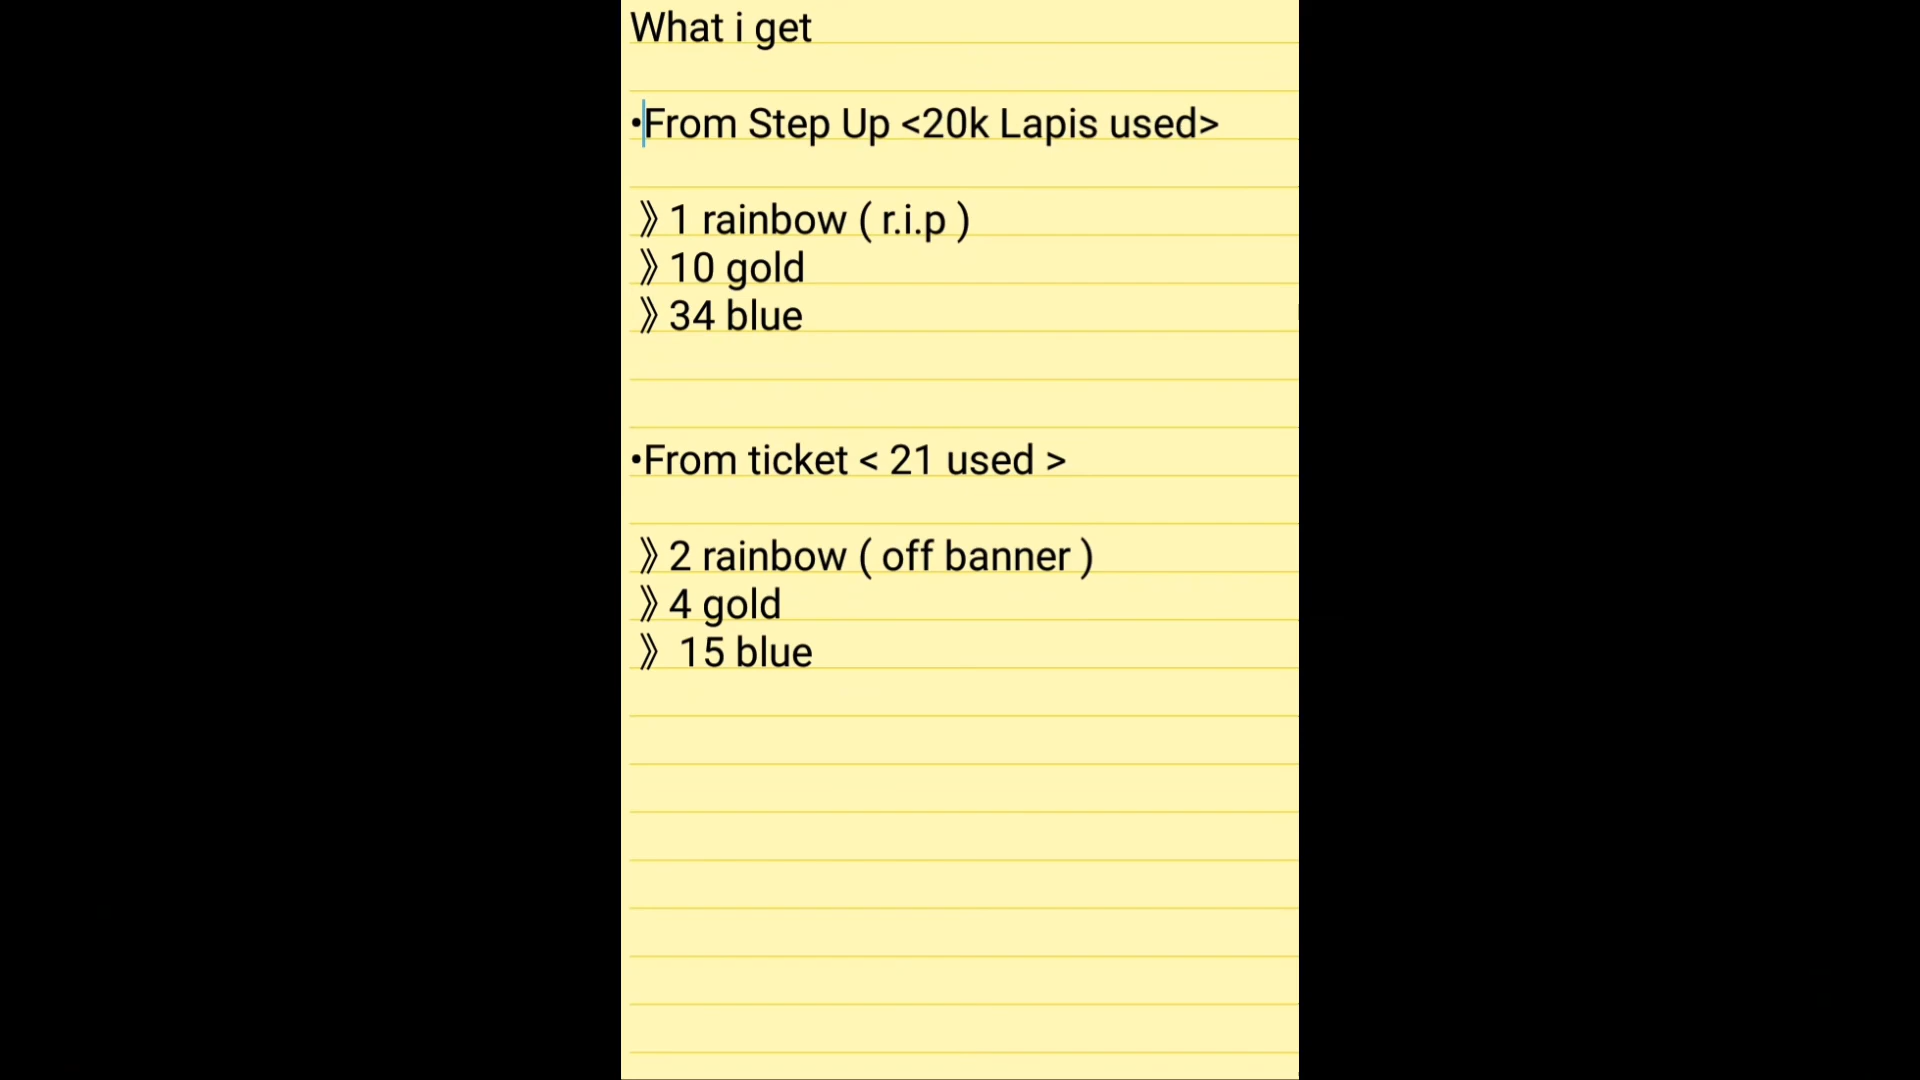 What i get
•From Step Up <20k Lapis used>
》1 rainbow ( r.i.p )
》10 gold
》34 blue
•From ticket < 21 used >
》2 rainbow ( off banner )
》4 gold
》 15 blue